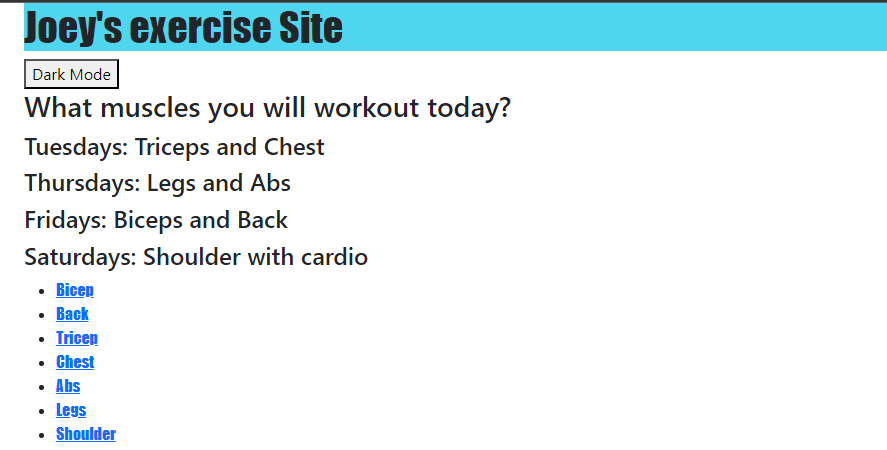 Joey's exercise Site
Dark Mode
What muscles you will workout today?
Tuesdays: Triceps and Chest
Thursdays: Legs and Abs
Fridays: Biceps and Back
Saturdays: Shoulder with cardio
Bicep
Back
Tricep
Chest
Abs
Legs
Shoulder